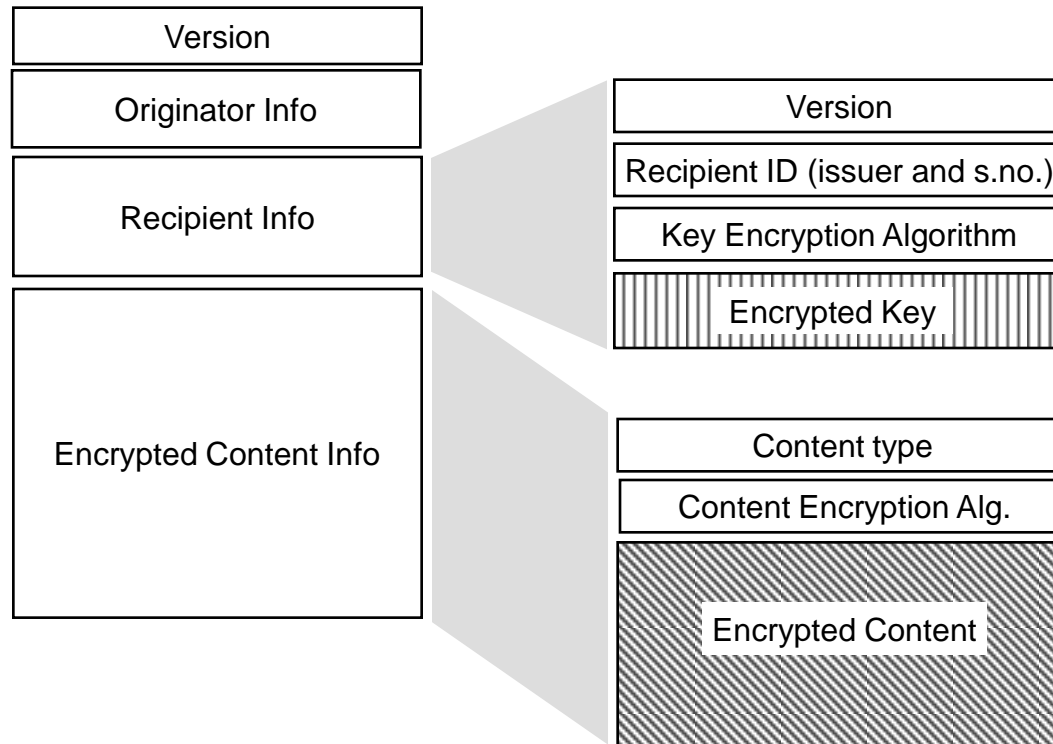 Version
Originator Info
Recipient Info
Encrypted Content Info
Version
Recipient ID (issuer and s.no.)
Key Encryption Algorithm
Encrypted Key
Content type
Content Encryption Alg.
Encrypted Content